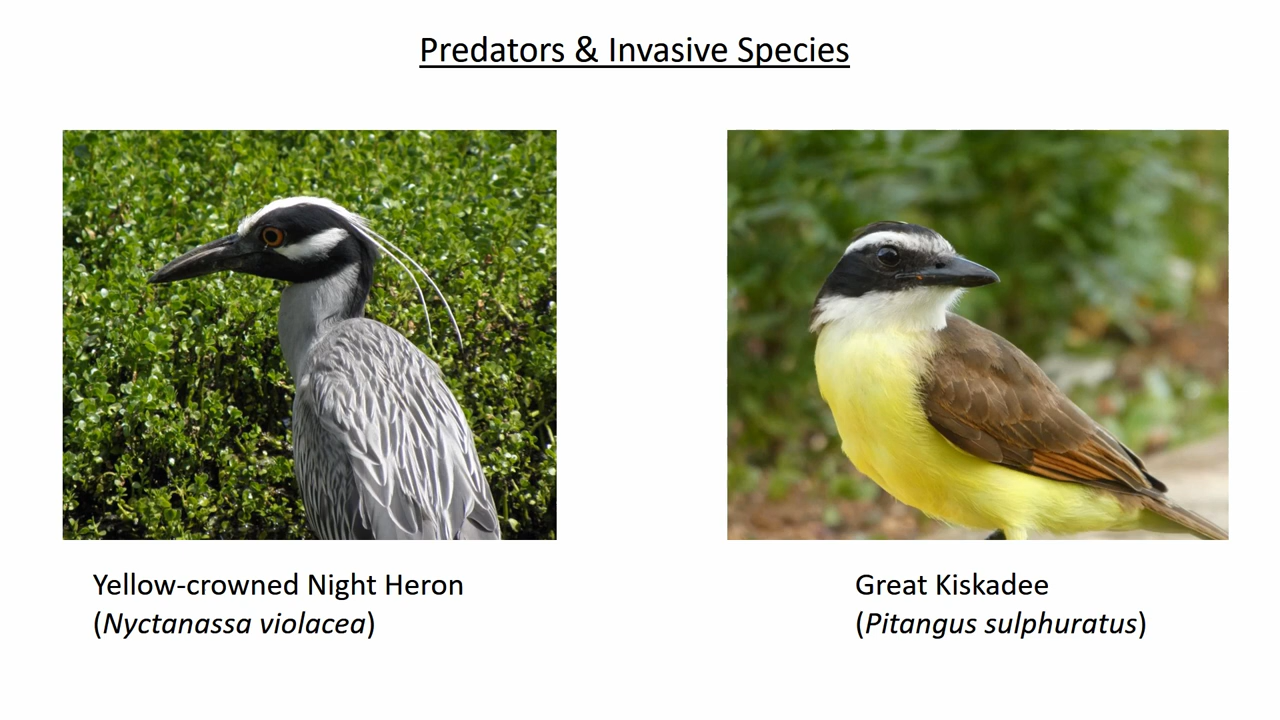 Predators & Invasive Species
Yellow-crowned Night Heron
(Nyctanassa violacea)
Great Kiskadee
(Pitangus sulphuratus)